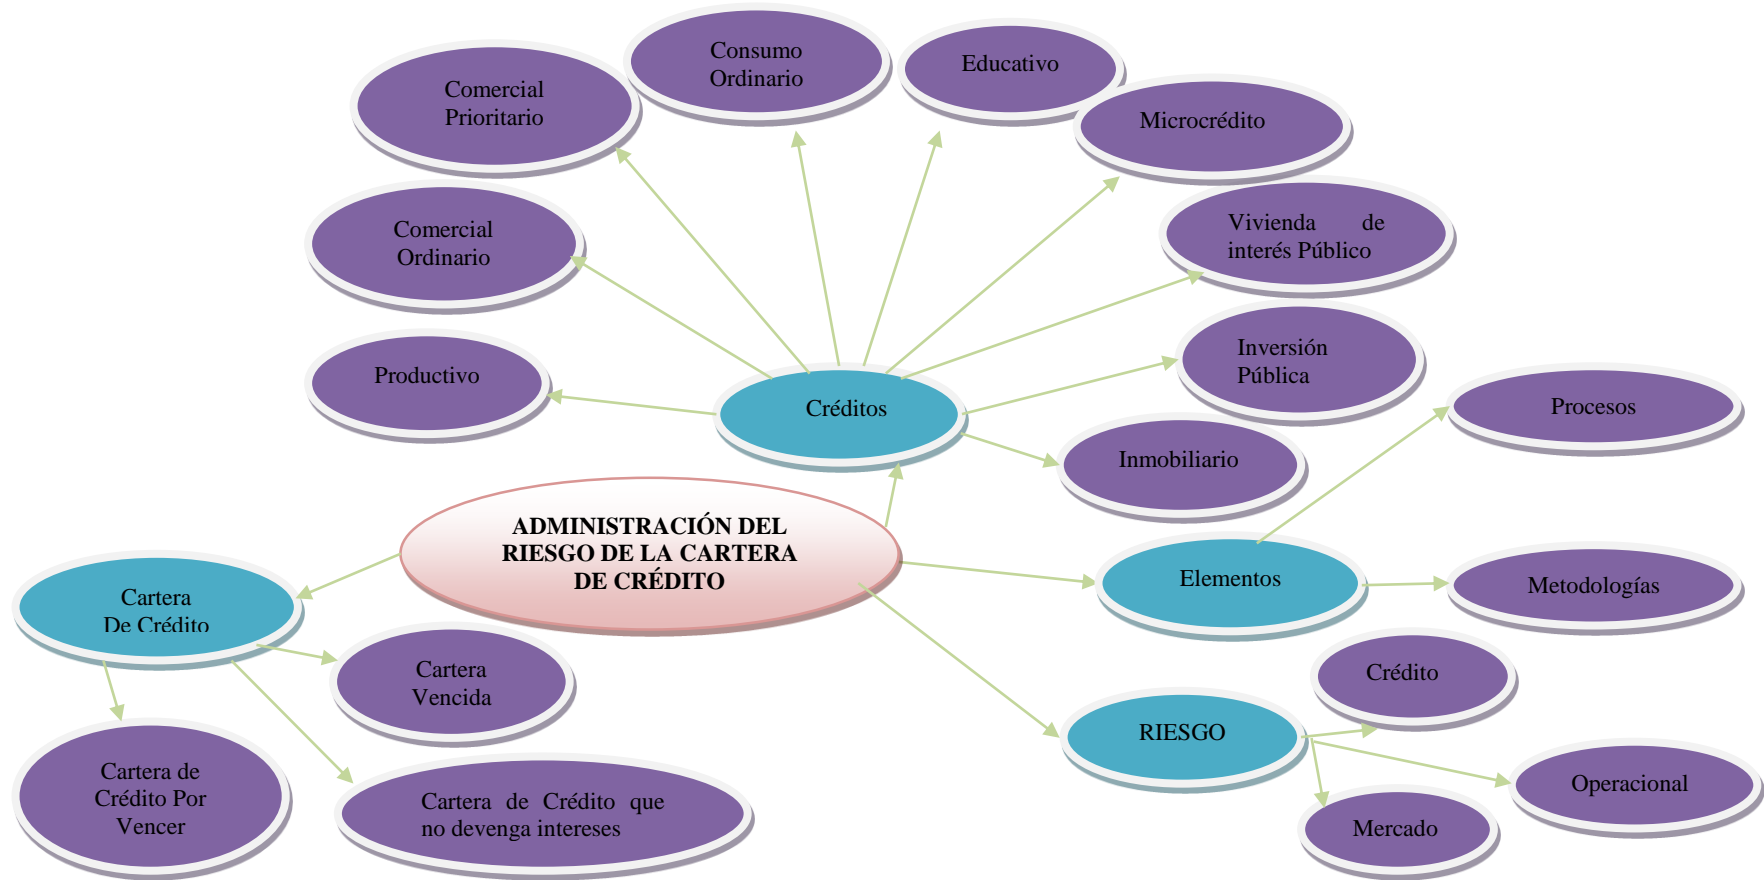 Consumo
Ordinario
Educativo
Comercial
Prioritario
Microcrédito
Comercial
Ordinario
Vivienda de
interés Público
Productivo
Créditos
Inversión
Pública
Procesos
Inmobiliario
ADMINISTRACIÓN DEL
RIESGO DE LA CARTERA
DE CRÉDITO
Elementos
Metodologías
Cartera
De Crédito
Cartera
Vencida
Crédito
RIESGO
Operacional
Mercado
Cartera de
Crédito Por
Vencer
Cartera de Crédito que
no devenga intereses